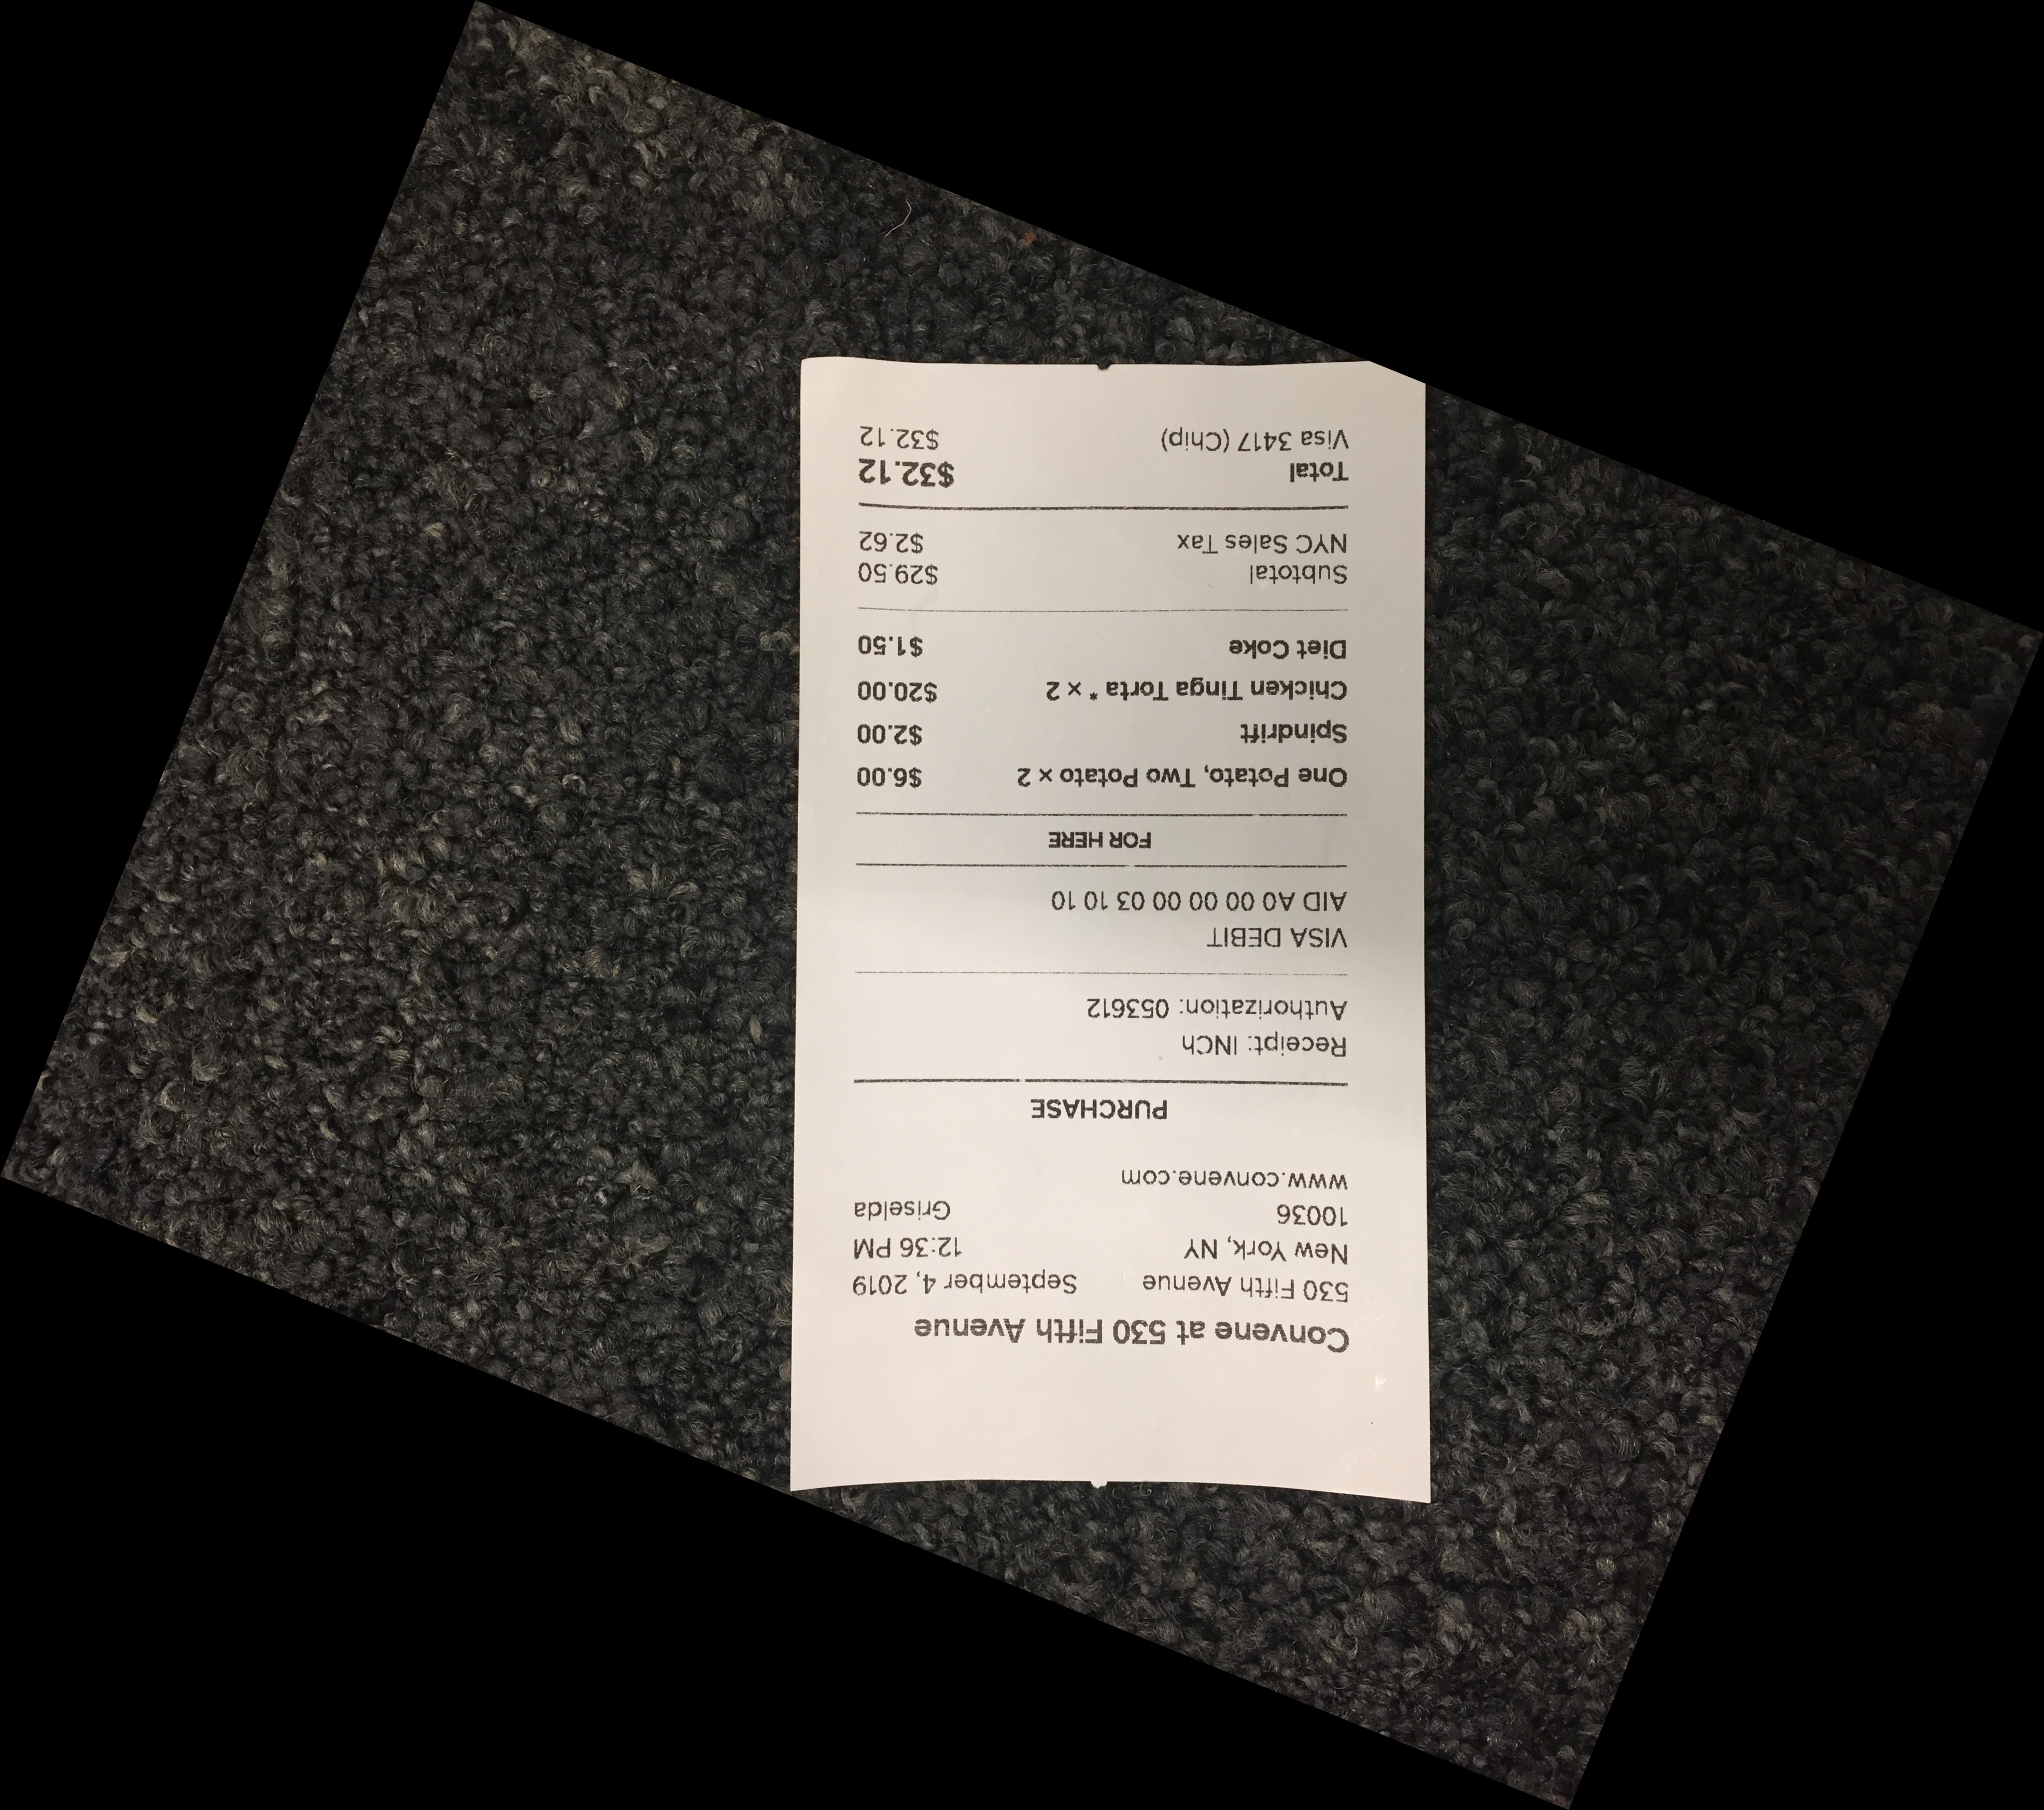 Convene at 530 Fifth Avenue
530 Fifth Avenue September 4, 2019
New York, NY 12:36 PM
10036 Griselda
www.convene.com
PURCHASE
Receipt: INCh
Authorization: 053612
VISA DEBIT
AID A0 00 00 00 03 10 10
FOR HERE
One Potato, Two Potato × 2 $6.00
Spindrift $2.00
Chicken Tinga Torta * × 2 $20.00
Diet Coke $1.50
Subtotal $29.50
NYC Sales Tax $2.62
Total $32.12
Visa 3417 (Chip) $32.12